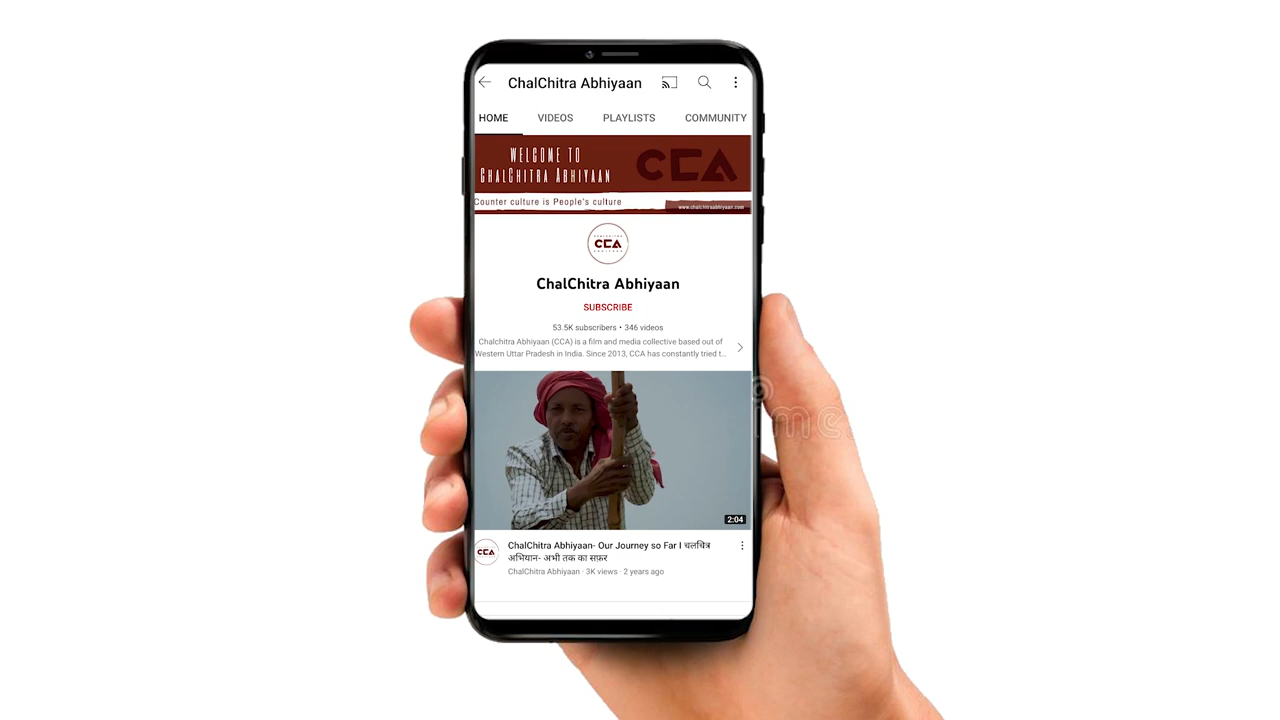 ChalChitra Abhiyaan
HOME VIDEOS PLAYLISTS COMMUNITY
WELCOME TO
CHALCHITRA ABHIYAAN
CCA
Counter culture is People's culture
www.chalchitraabhiyaan.com
CCA
ChalChitra Abhiyaan
SUBSCRIBE
53.5K subscribers • 346 videos
Chalchitra Abhiyaan (CCA) is a film and media collective based out of
Western Uttar Pradesh in India. Since 2013, CCA has constantly tried t...
2:04
CCA
ChalChitra Abhiyaan- Our Journey so Far I चलचित्र
अभियान- अभी तक का सफ़र
ChalChitra Abhiyaan · 3K views · 2 years ago